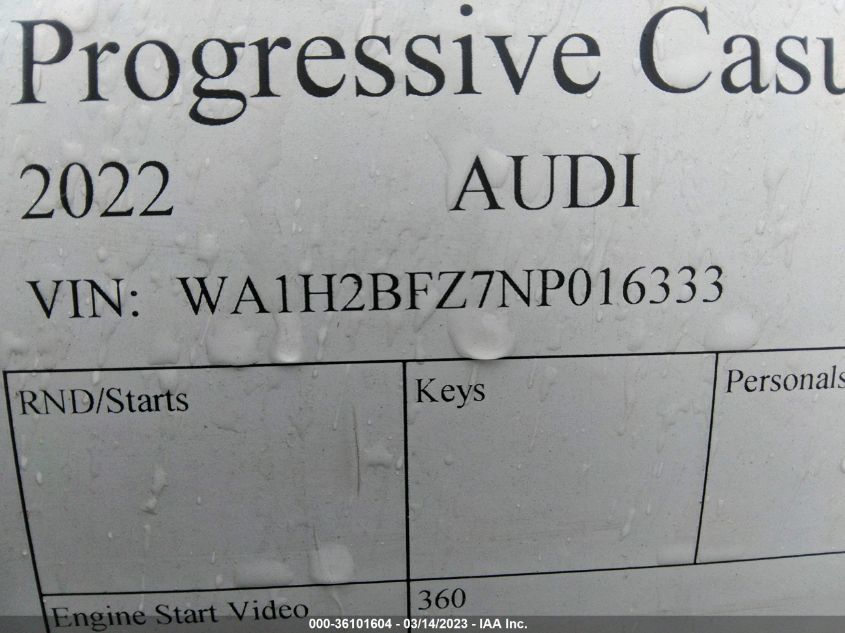 Progressive Casu
2022 AUDI
VIN: WA1H2BFZ7NP016333
RND/Starts Keys Personals
Engine Start Video 360
000-36101604 - 03/14/2023 - IAA Inc.